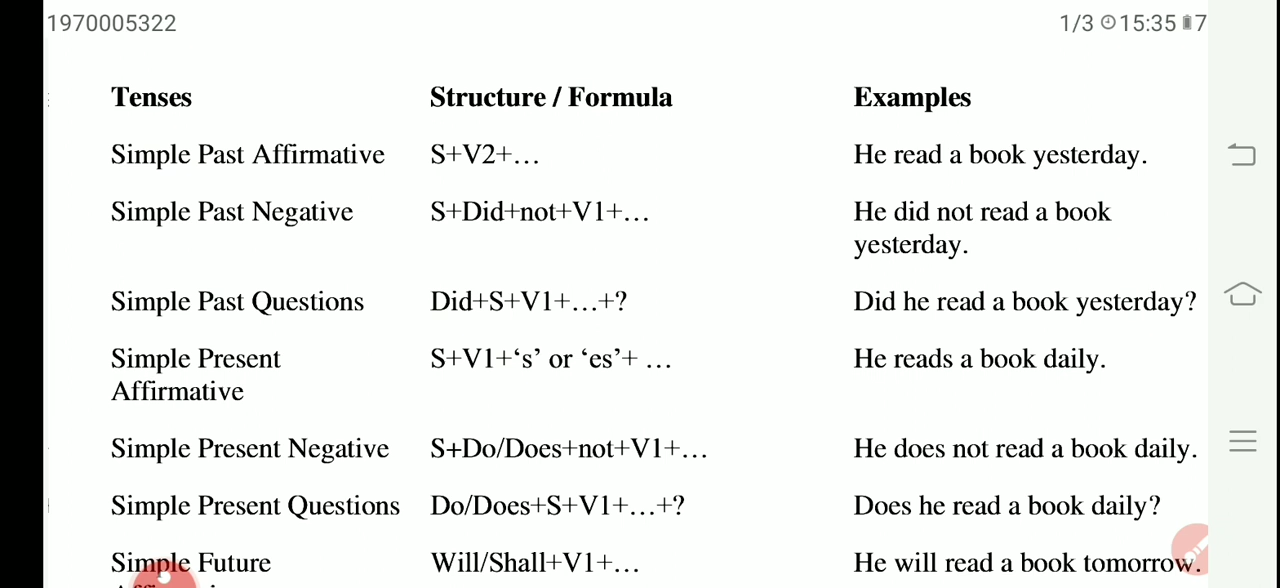 1970005322
1/3 15:35 7
Tenses Structure / Formula Examples
Simple Past Affirmative S+V2+… He read a book yesterday.
Simple Past Negative S+Did+not+V1+… He did not read a book
yesterday.
Simple Past Questions Did+S+V1+…+? Did he read a book yesterday?
Simple Present S+V1+‘s’ or ‘es’+ … He reads a book daily.
Affirmative
Simple Present Negative S+Do/Does+not+V1+… He does not read a book daily.
Simple Present Questions Do/Does+S+V1+…+? Does he read a book daily?
Simple Future Will/Shall+V1+… He will read a book tomorrow.